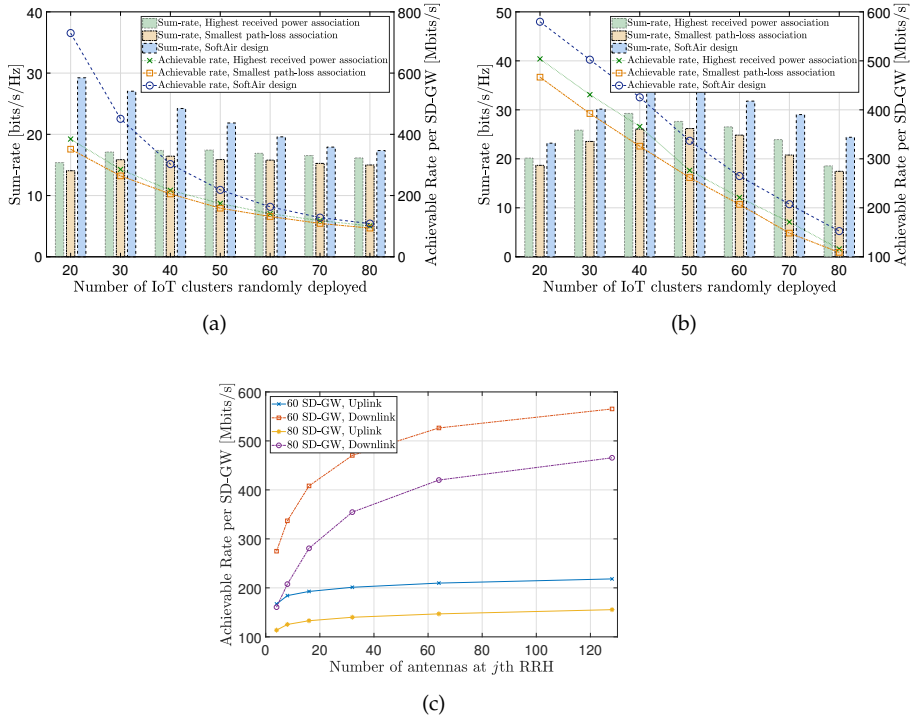 Sum-rate, Highest received power association
Sum-rate, Smallest path-loss association
Sum-rate, SoftAir design
Achievable rate, Highest received power association
Achievable rate, Smallest path-loss association
Achievable rate, SoftAir design
Sum-rate [bits/s/Hz]
0
10
20
30
40
Achievable Rate per SD-GW [Mbits/s]
0
200
400
600
800
20 30 40 50 60 70 80
Number of IoT clusters randomly deployed
(a)
Sum-rate, Highest received power association
Sum-rate, Smallest path-loss association
Sum-rate, SoftAir design
Achievable rate, Highest received power association
Achievable rate, Smallest path-loss association
Achievable rate, SoftAir design
Sum-rate [bits/s/Hz]
0
10
20
30
40
50
Achievable Rate per SD-GW [Mbits/s]
100
200
300
400
500
600
20 30 40 50 60 70 80
Number of IoT clusters randomly deployed
(b)
60 SD-GW, Uplink
60 SD-GW, Downlink
80 SD-GW, Uplink
80 SD-GW, Downlink
Achievable Rate per SD-GW [Mbits/s]
100
200
300
400
500
600
0 20 40 60 80 100 120
Number of antennas at jth RRH
(c)